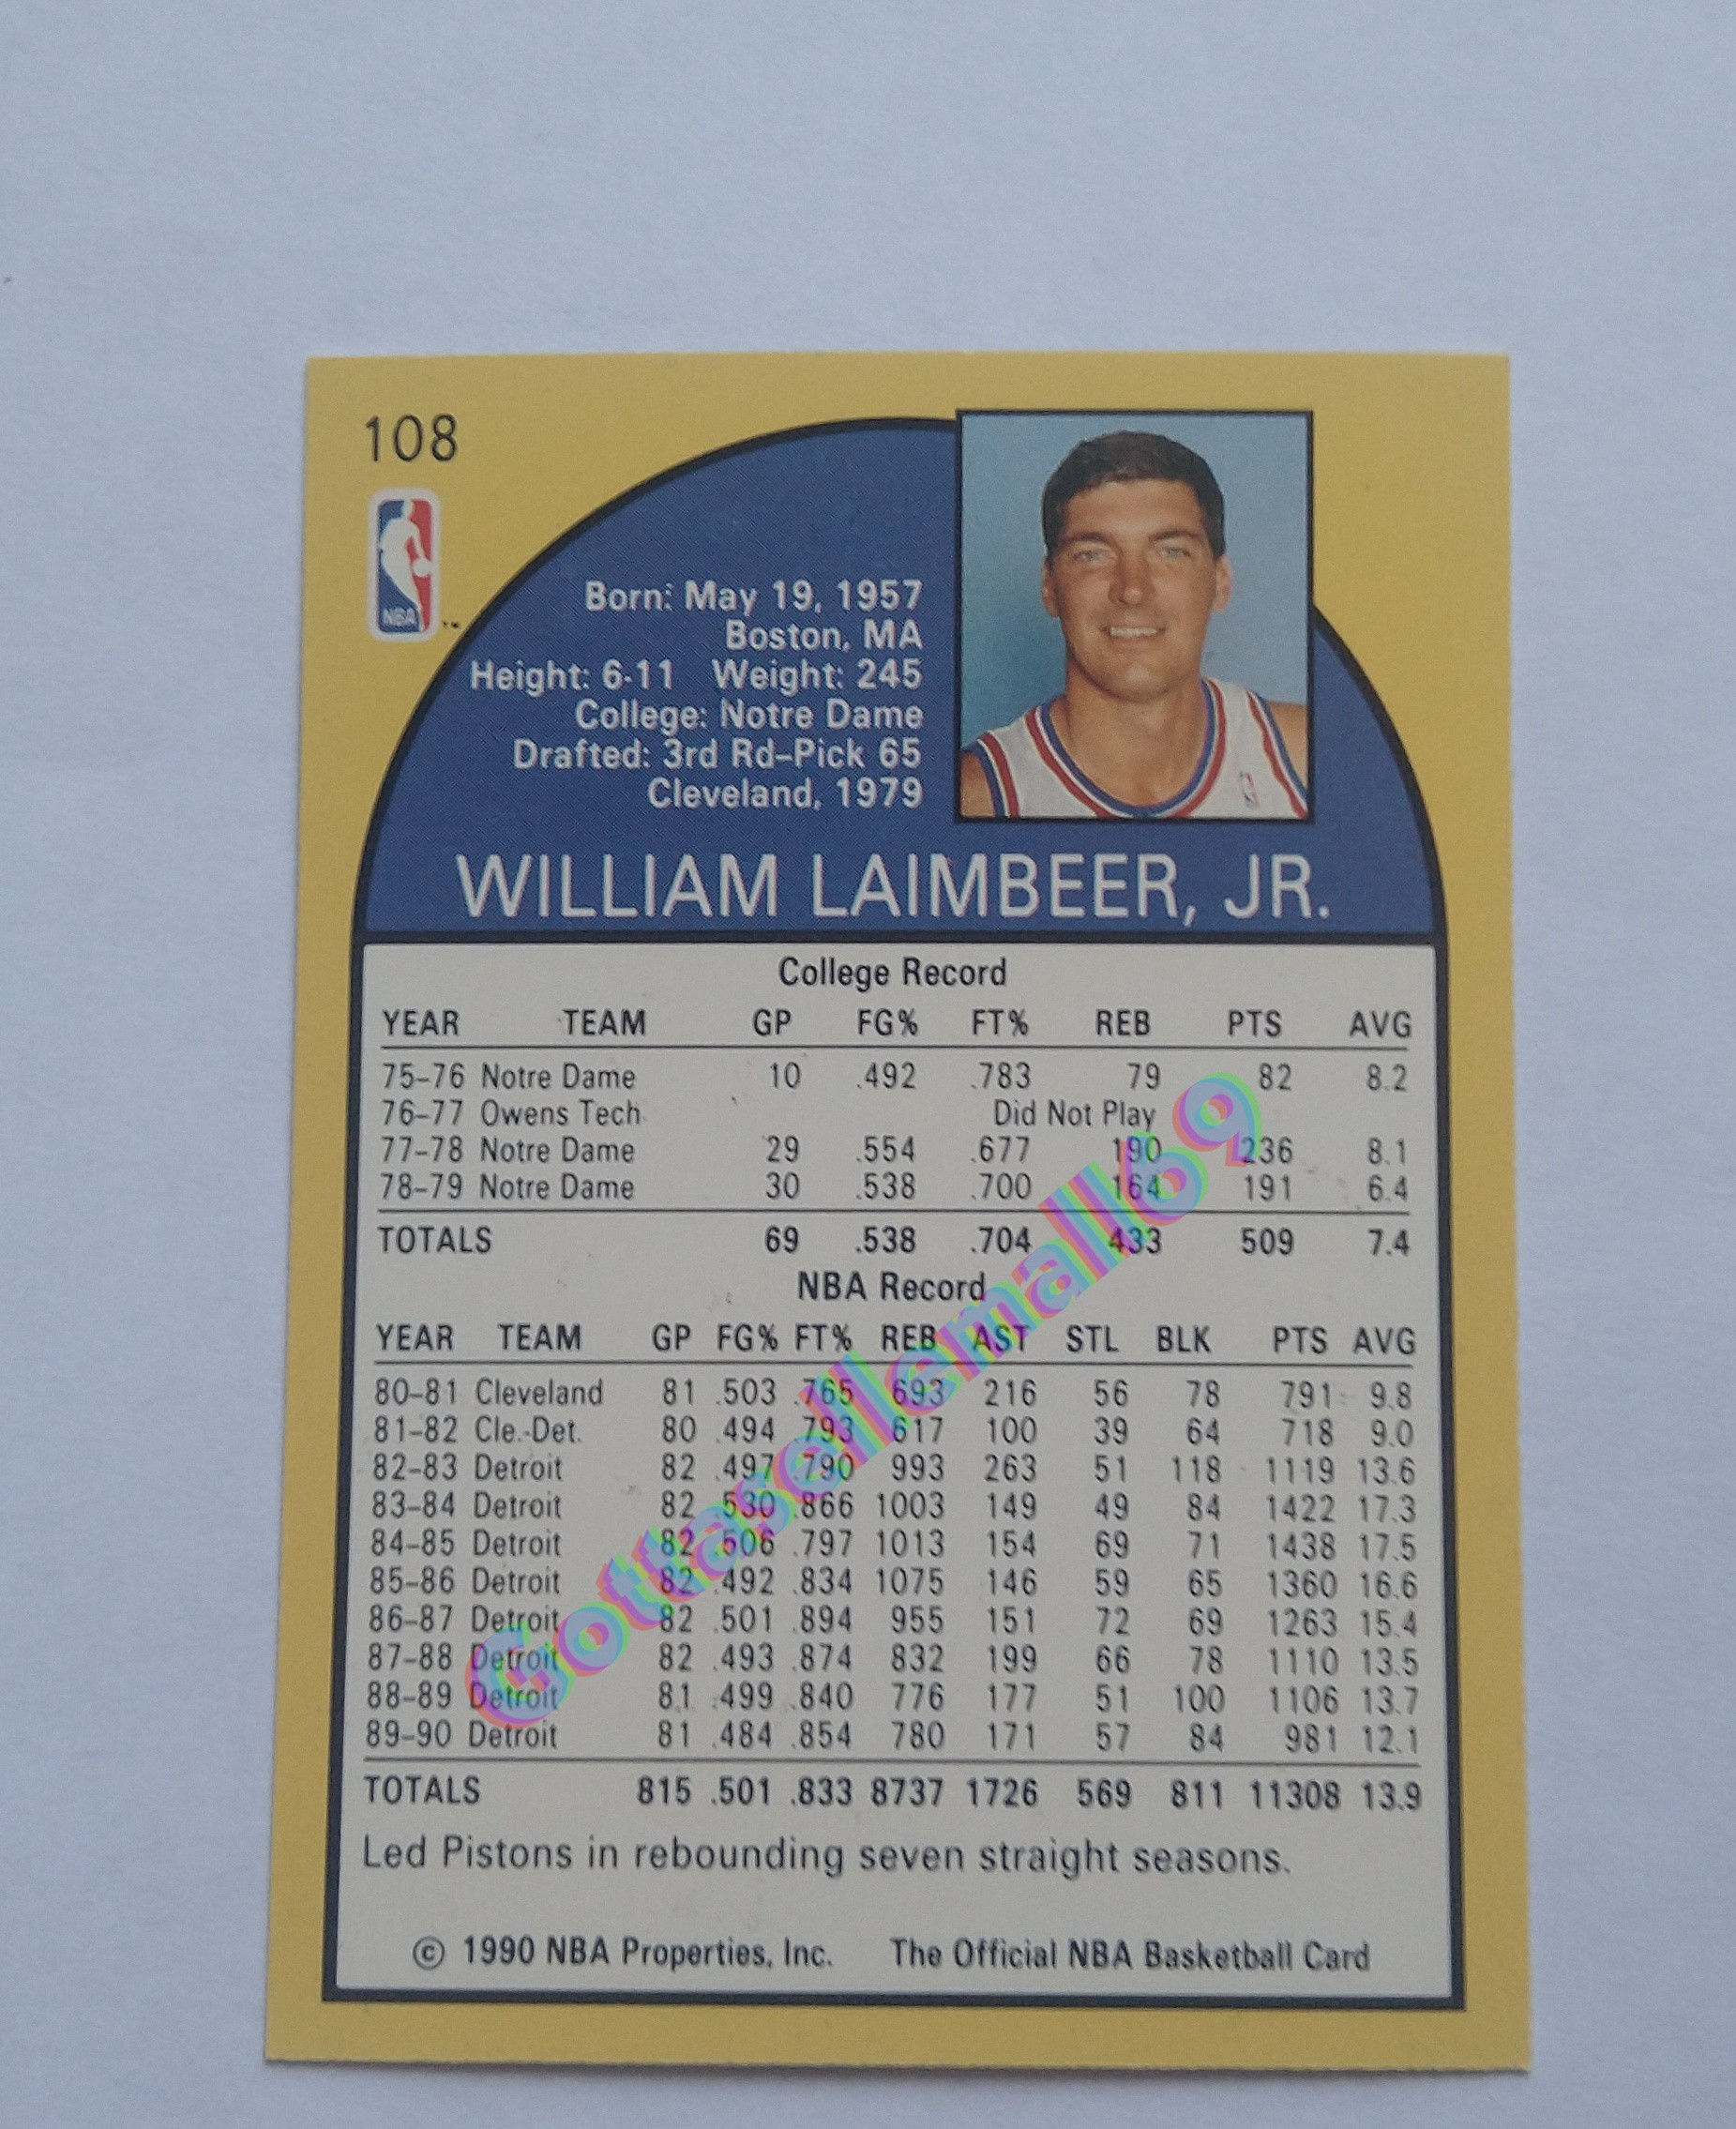 108
NBA
™
Born: May 19, 1957
Boston, MA
Height: 6-11 Weight: 245
College: Notre Dame
Drafted: 3rd Rd–Pick 65
Cleveland, 1979
WILLIAM LAIMBEER, JR.
College Record
YEAR TEAM GP FG% FT% REB PTS AVG
75–76 Notre Dame 10 .492 .783 79 82 8.2
76–77 Owens Tech Did Not Play
77–78 Notre Dame 29 .554 .677 190 236 8.1
78–79 Notre Dame 30 .538 .700 164 191 6.4
TOTALS 69 .538 .704 433 509 7.4
NBA Record
YEAR TEAM GP FG% FT% REB AST STL BLK PTS AVG
80–81 Cleveland 81 .503 .765 693 216 56 78 791 9.8
81–82 Cle.-Det. 80 .494 .793 617 100 39 64 718 9.0
82–83 Detroit 82 .497 .790 993 263 51 118 1119 13.6
83–84 Detroit 82 .530 .866 1003 149 49 84 1422 17.3
84–85 Detroit 82 .506 .797 1013 154 69 71 1438 17.5
85–86 Detroit 82 .492 .834 1075 146 59 65 1360 16.6
86–87 Detroit 82 .501 .894 955 151 72 69 1263 15.4
87–88 Detroit 82 .493 .874 832 199 66 78 1110 13.5
88–89 Detroit 81 .499 .840 776 177 51 100 1106 13.7
89–90 Detroit 81 .484 .854 780 171 57 84 981 12.1
TOTALS 815 .501 .833 8737 1726 569 811 11308 13.9
Led Pistons in rebounding seven straight seasons.
© 1990 NBA Properties, Inc. The Official NBA Basketball Card
Gottasellemall69